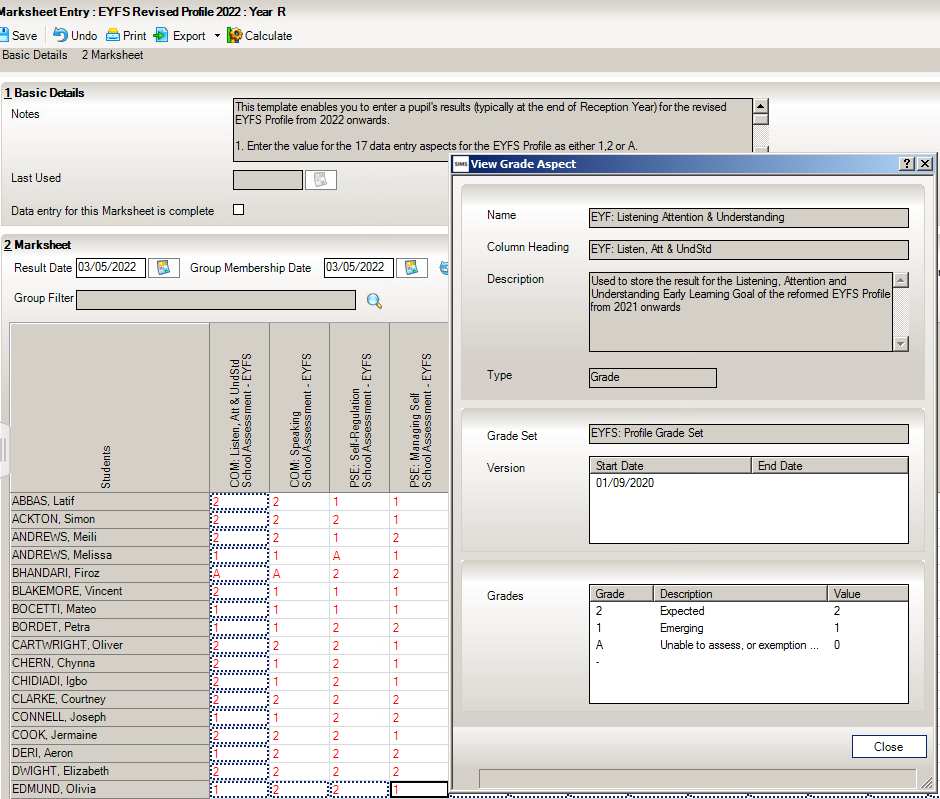 Marksheet Entry : EYFS Revised Profile 2022 : Year R
Save Undo Print Export Calculate
Basic Details 2 Marksheet
1 Basic Details
Notes
This template enables you to enter a pupil's results (typically at the end of Reception Year) for the revised
EYFS Profile from 2022 onwards.
1. Enter the value for the 17 data entry aspects for the EYFS Profile as either 1,2 or A.
Last Used
Data entry for this Marksheet is complete
2 Marksheet
Result Date 03/05/2022 Group Membership Date 03/05/2022
Group Filter
Students
COM: Listen, Att & UndStd
School Assessment - EYFS
COM: Speaking
School Assessment - EYFS
PSE: Self-Regulation
School Assessment - EYFS
PSE: Managing Self
School Assessment - EYFS
ABBAS, Latif 2 2 1 1
ACKTON, Simon 2 2 2 1
ANDREWS, Meili 2 2 1 2
ANDREWS, Melissa 1 1 A 1
BHANDARI, Firoz A A 2 2
BLAKEMORE, Vincent 2 1 1 1
BOCETTI, Mateo 1 1 1 1
BORDET, Petra 1 1 2 2
CARTWRIGHT, Oliver 2 2 2 1
CHERN, Chynna 2 1 2 1
CHIDIADI, Igbo 2 1 2 1
CLARKE, Courtney 2 2 2 2
CONNELL, Joseph 1 1 2 2
COOK, Jermaine 2 2 2 1
DERI, Aeron 1 2 2 2
DWIGHT, Elizabeth 2 2 2 2
EDMUND, Olivia 1 2 2 1
SIMS View Grade Aspect
Name EYF: Listening Attention & Understanding
Column Heading EYF: Listen, Att & UndStd
Description Used to store the result for the Listening, Attention and
Understanding Early Learning Goal of the reformed EYFS Profile
from 2021 onwards
Type Grade
Grade Set EYFS: Profile Grade Set
Version Start Date End Date
01/09/2020
Grades Grade Description Value
2 Expected 2
1 Emerging 1
A Unable to assess, or exemption ... 0
-
Close